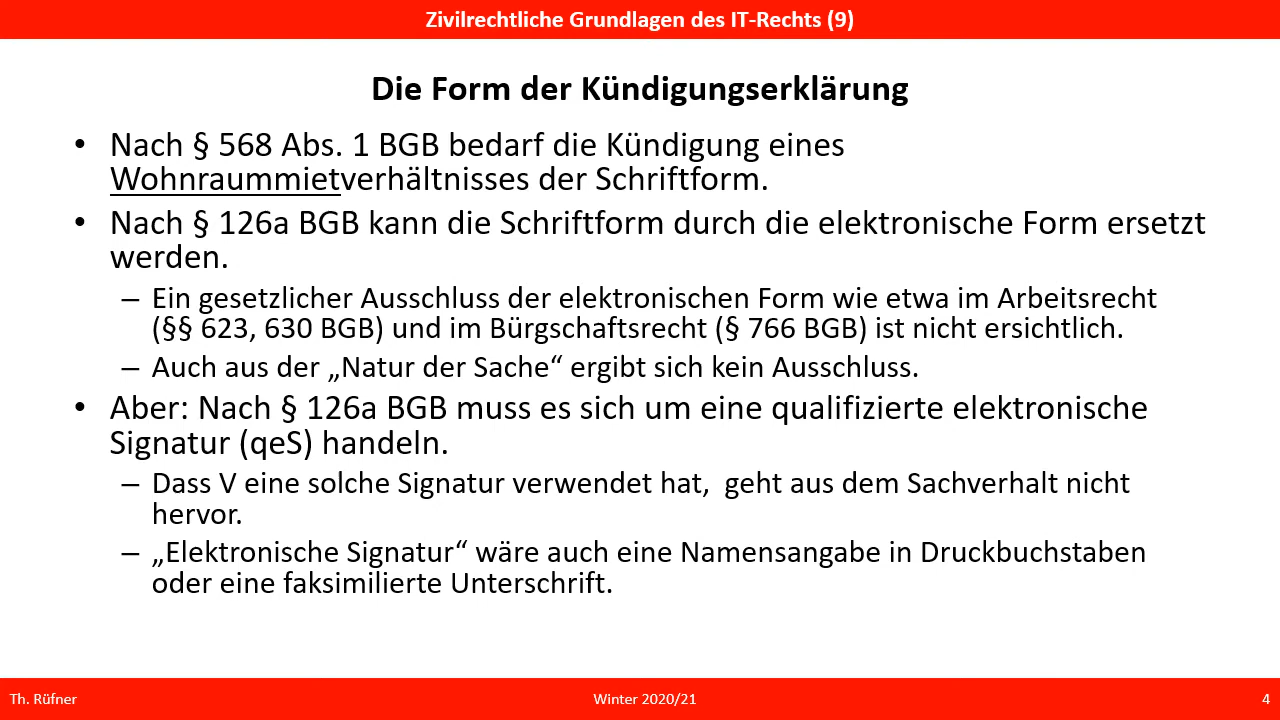 Zivilrechtliche Grundlagen des IT-Rechts (9)
Die Form der Kündigungserklärung
• Nach § 568 Abs. 1 BGB bedarf die Kündigung eines
Wohnraummietverhältnisses der Schriftform.
• Nach § 126a BGB kann die Schriftform durch die elektronische Form ersetzt
werden.
– Ein gesetzlicher Ausschluss der elektronischen Form wie etwa im Arbeitsrecht
(§§ 623, 630 BGB) und im Bürgschaftsrecht (§ 766 BGB) ist nicht ersichtlich.
– Auch aus der „Natur der Sache“ ergibt sich kein Ausschluss.
• Aber: Nach § 126a BGB muss es sich um eine qualifizierte elektronische
Signatur (qeS) handeln.
– Dass V eine solche Signatur verwendet hat,  geht aus dem Sachverhalt nicht
hervor.
– „Elektronische Signatur“ wäre auch eine Namensangabe in Druckbuchstaben
oder eine faksimilierte Unterschrift.
Th. Rüfner
Winter 2020/21
4